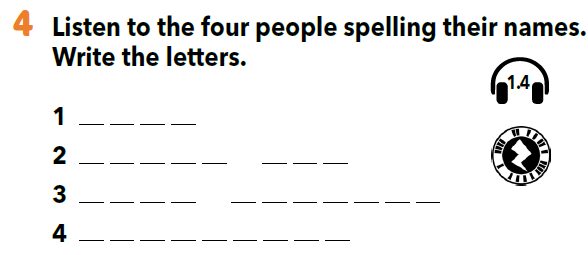 4 Listen to the four people spelling their names.
Write the letters.
1.4
1 _ _ _ _
2 _ _ _ _ _   _ _ _
3 _ _ _ _   _ _ _ _ _ _ _
4 _ _ _ _ _ _ _ _ _